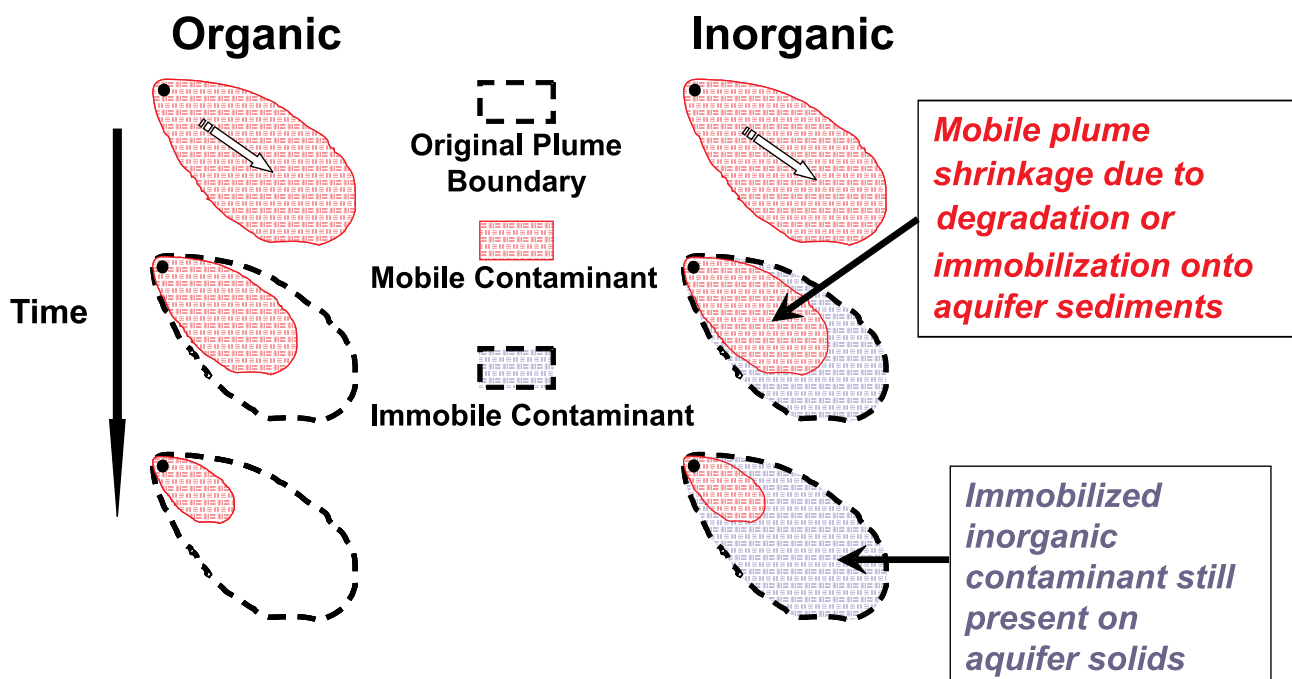 Organic
Inorganic
Original Plume
Boundary
Mobile Contaminant
Immobile Contaminant
Time
Mobile plume
shrinkage due to
degradation or
immobilization onto
aquifer sediments
Immobilized
inorganic
contaminant still
present on
aquifer solids